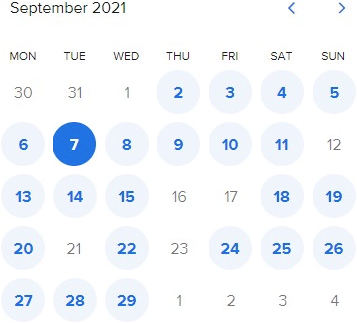 September 2021
MON TUE WED THU FRI SAT SUN
30 31 1 2 3 4 5
6 7 8 9 10 11 12
13 14 15 16 17 18 19
20 21 22 23 24 25 26
27 28 29 1 2 3 4